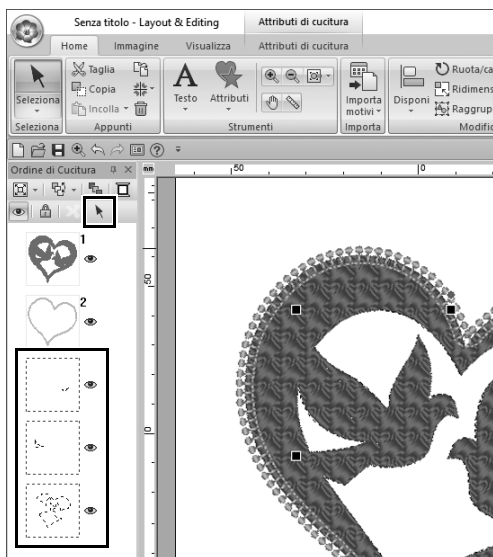 Senza titolo - Layout & Editing
Attributi di cucitura
Home
Immagine
Visualizza
Attributi di cucitura
Seleziona
Taglia
Copia
Incolla
Testo
Attributi
Importa
motivi
Disponi
Ruota/ca
Ridimens
Raggrup
Seleziona
Appunti
Strumenti
Importa
Modific
Ordine di Cucitura
mm
50
0
1
2
50
0